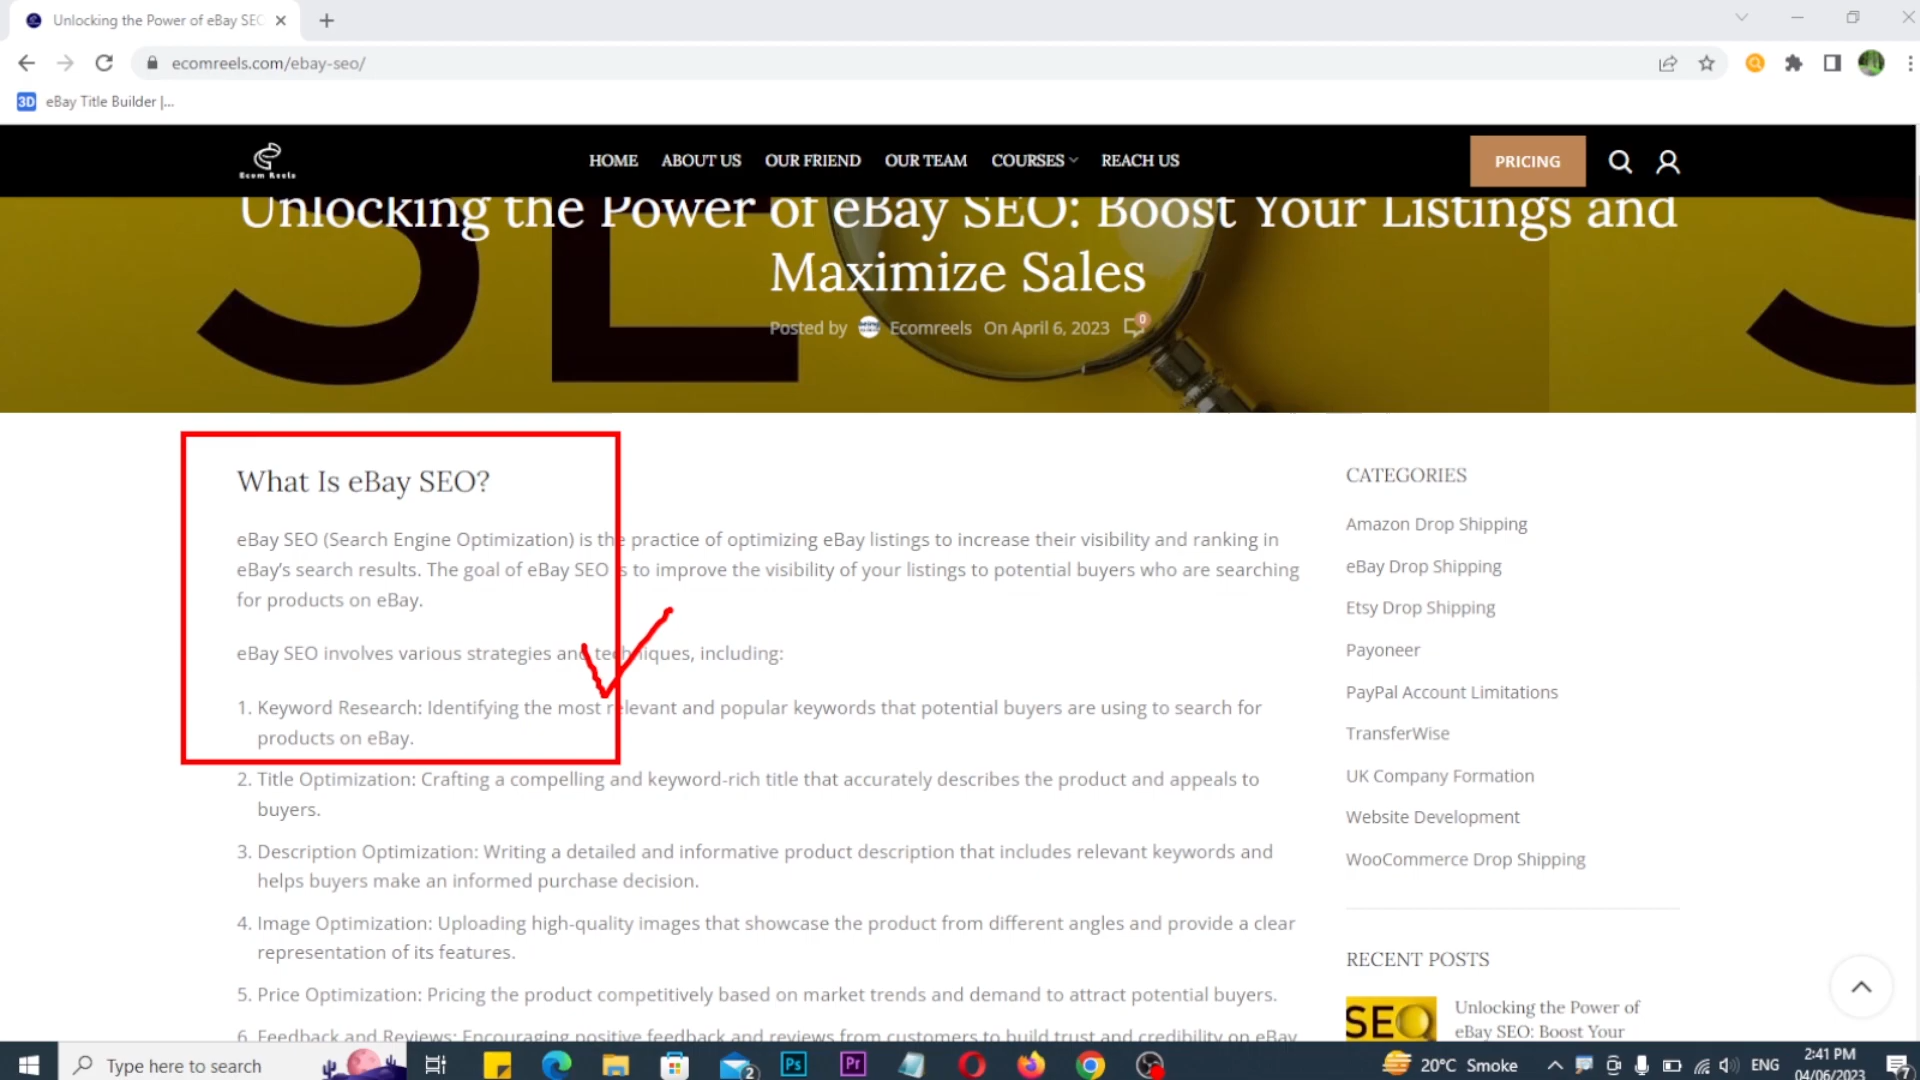 Unlocking the Power of eBay SEO
ecomreels.com/ebay-seo/
3D eBay Title Builder |...
Ecom Reels
HOME ABOUT US OUR FRIEND OUR TEAM COURSES REACH US PRICING
Unlocking the Power of eBay SEO: Boost Your Listings and
Maximize Sales
Posted by Ecomreels On April 6, 2023 0
What Is eBay SEO?
eBay SEO (Search Engine Optimization) is the practice of optimizing eBay listings to increase their visibility and ranking in
eBay's search results. The goal of eBay SEO is to improve the visibility of your listings to potential buyers who are searching
for products on eBay.
eBay SEO involves various strategies and techniques, including:
1. Keyword Research: Identifying the most relevant and popular keywords that potential buyers are using to search for
products on eBay.
2. Title Optimization: Crafting a compelling and keyword-rich title that accurately describes the product and appeals to
buyers.
3. Description Optimization: Writing a detailed and informative product description that includes relevant keywords and
helps buyers make an informed purchase decision.
4. Image Optimization: Uploading high-quality images that showcase the product from different angles and provide a clear
representation of its features.
5. Price Optimization: Pricing the product competitively based on market trends and demand to attract potential buyers.
6. Feedback and Reviews: Encouraging positive feedback and reviews from customers to build trust and credibility on eBay
CATEGORIES
Amazon Drop Shipping
eBay Drop Shipping
Etsy Drop Shipping
Payoneer
PayPal Account Limitations
TransferWise
UK Company Formation
Website Development
WooCommerce Drop Shipping
RECENT POSTS
SEO
Unlocking the Power of
eBay SEO: Boost Your
Type here to search
2
Ps
Pr
20°C Smoke
ENG
2:41 PM
04/06/2023
7